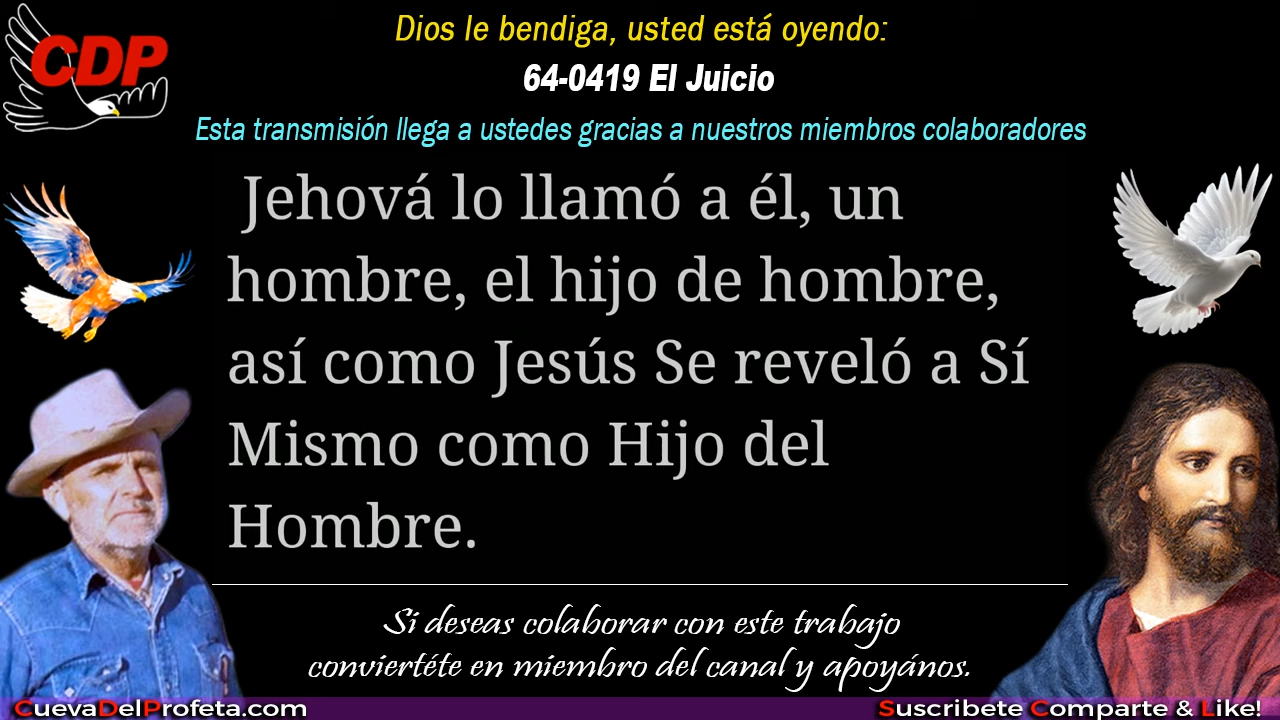 CDP
Dios le bendiga, usted está oyendo:
64-0419 El Juicio
Esta transmisión llega a ustedes gracias a nuestros miembros colaboradores
Jehová lo llamó a él, un
hombre, el hijo de hombre,
así como Jesús Se reveló a Sí
Mismo como Hijo del
Hombre.
Si deseas colaborar con este trabajo
conviertéte en miembro del canal y apoyános.
CuevaDelProfeta.com
Suscribete Comparte & Like!